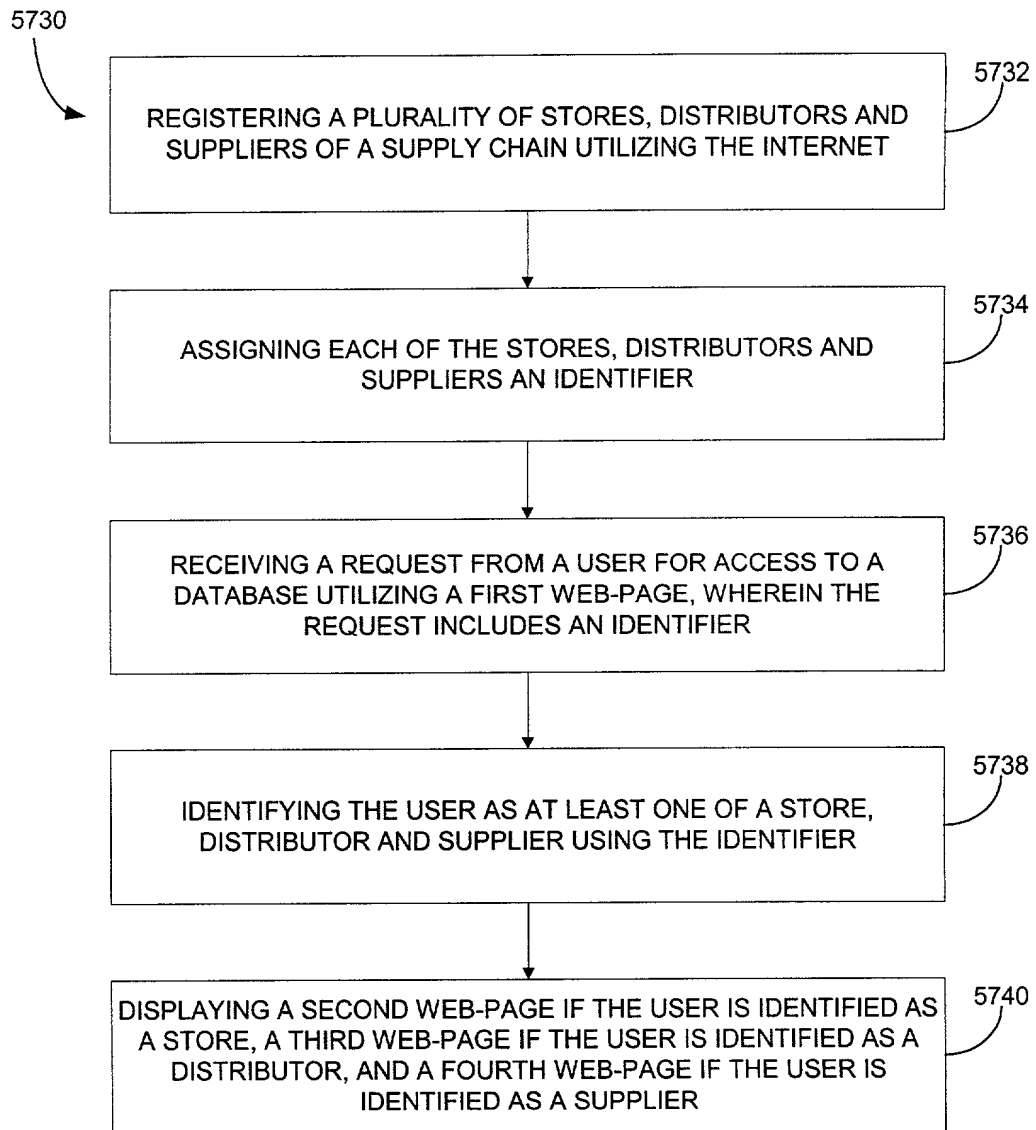 5730
5732
REGISTERING A PLURALITY OF STORES, DISTRIBUTORS AND
SUPPLIERS OF A SUPPLY CHAIN UTILIZING THE INTERNET
5734
ASSIGNING EACH OF THE STORES, DISTRIBUTORS AND
SUPPLIERS AN IDENTIFIER
5736
RECEIVING A REQUEST FROM A USER FOR ACCESS TO A
DATABASE UTILIZING A FIRST WEB-PAGE, WHEREIN THE
REQUEST INCLUDES AN IDENTIFIER
5738
IDENTIFYING THE USER AS AT LEAST ONE OF A STORE,
DISTRIBUTOR AND SUPPLIER USING THE IDENTIFIER
5740
DISPLAYING A SECOND WEB-PAGE IF THE USER IS IDENTIFIED AS
A STORE, A THIRD WEB-PAGE IF THE USER IS IDENTIFIED AS A
DISTRIBUTOR, AND A FOURTH WEB-PAGE IF THE USER IS
IDENTIFIED AS A SUPPLIER